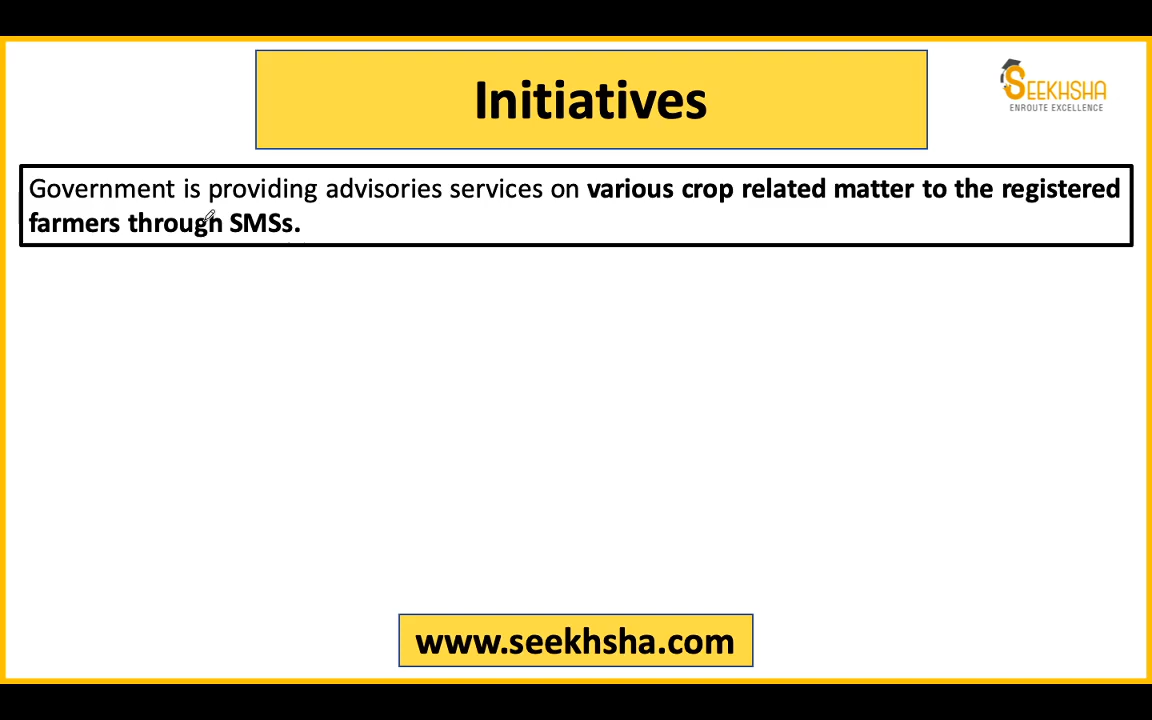 Initiatives
SEEKHSHA
ENROUTE EXCELLENCE
Government is providing advisories services on various crop related matter to the registered
farmers through SMSs.
www.seekhsha.com